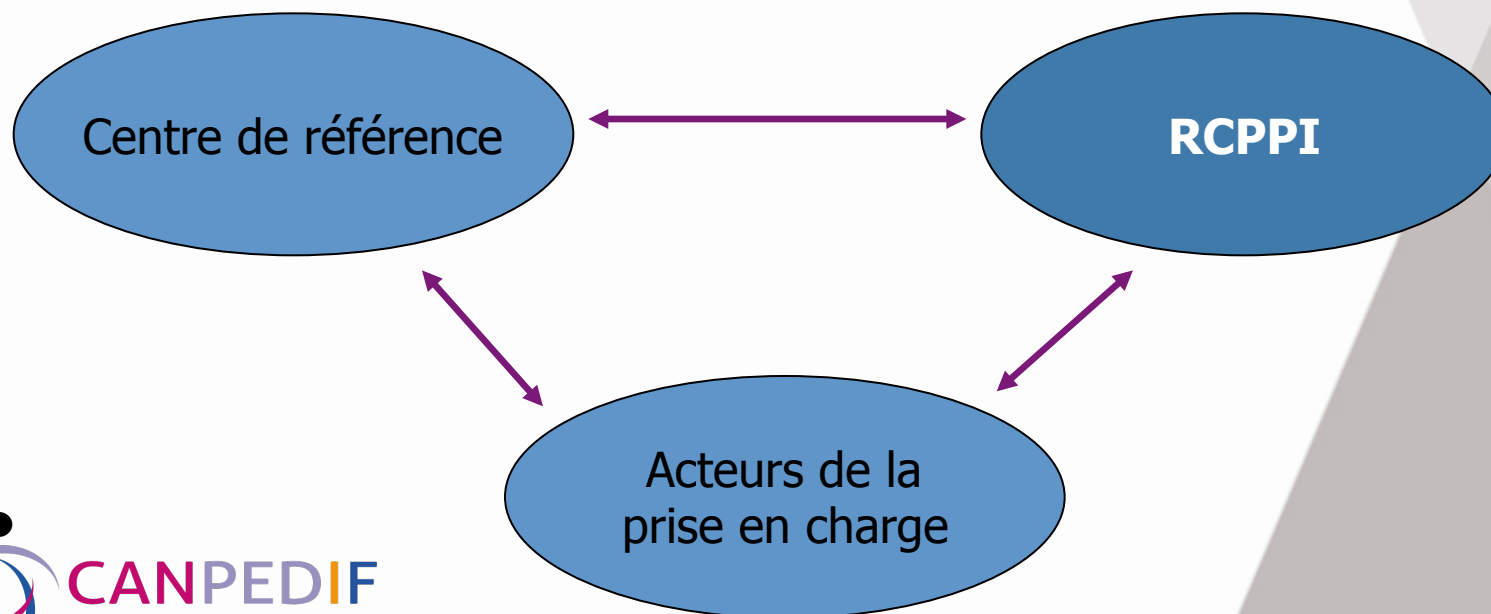 Centre de référence
RCPPI
Acteurs de la
prise en charge
CANPEDIF